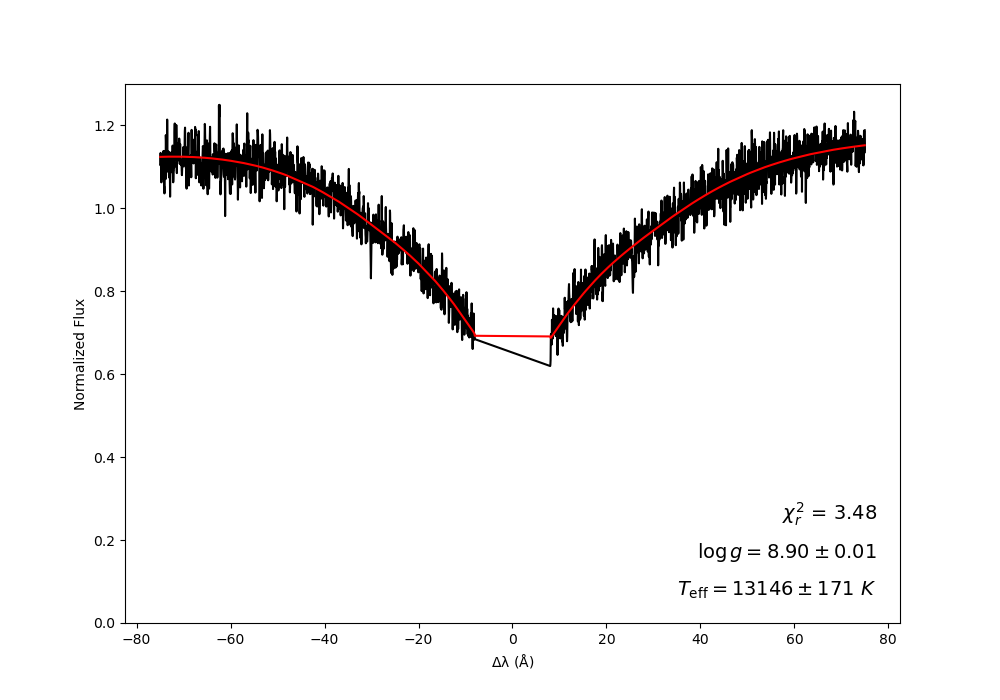 1.2
1.0
0.8
0.6
0.4
0.2
0.0
Normalized Flux
χ²ᵣ = 3.48
log g = 8.90 ± 0.01
T_eff = 13146 ± 171 K
−80 −60 −40 −20 0 20 40 60 80
Δλ (Å)